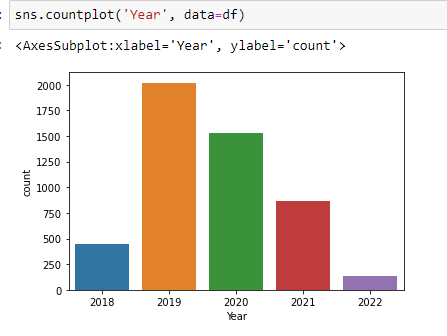 sns.countplot('Year', data=df)
<AxesSubplot:xlabel='Year', ylabel='count'>
2000
1750
1500
1250
1000
750
500
250
0
count
2018 2019 2020 2021 2022
Year